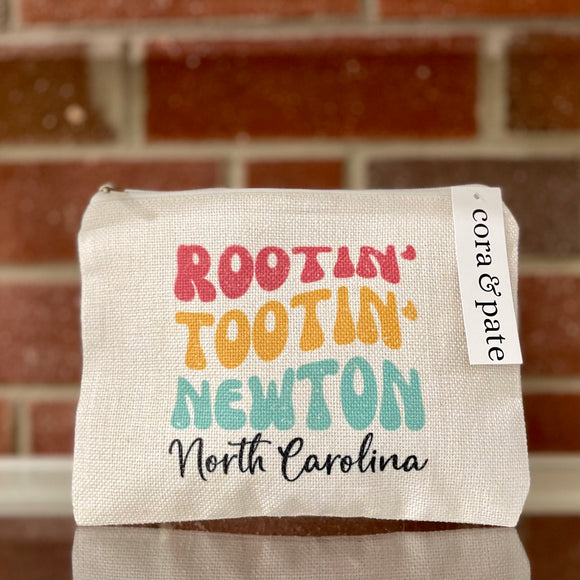 ROOTIN'
TOOTIN'
NEWTON
North Carolina
cora & pate